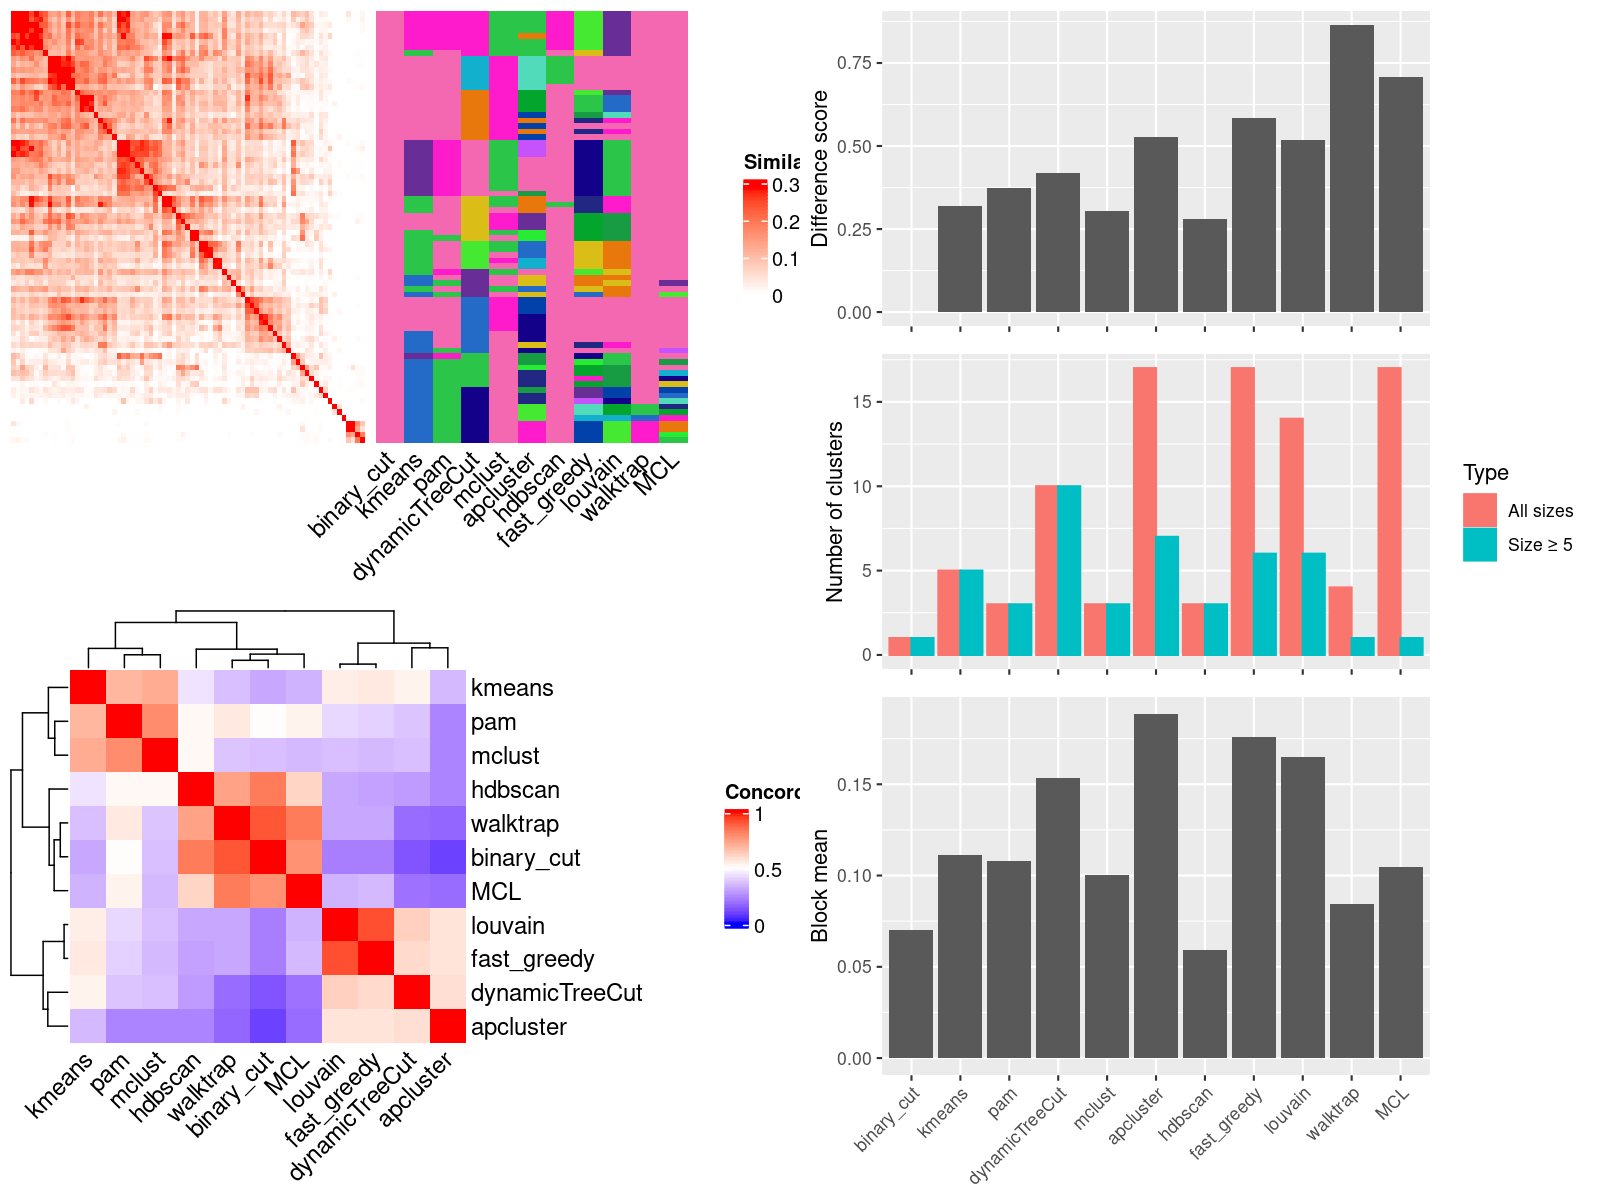 Simila
0.3
0.2
0.1
0
binary_cut
kmeans
pam
dynamicTreeCut
mclust
apcluster
hdbscan
fast_greedy
louvain
walktrap
MCL
Difference score
0.75
0.50
0.25
0.00
Number of clusters
15
10
5
0
Type
All sizes
Size ≥ 5
kmeans
pam
mclust
hdbscan
walktrap
binary_cut
MCL
louvain
fast_greedy
dynamicTreeCut
apcluster
kmeans
pam
mclust
hdbscan
walktrap
binary_cut
MCL
louvain
fast_greedy
dynamicTreeCut
apcluster
Concord
1
0.5
0
Block mean
0.15
0.10
0.05
0.00
binary_cut
kmeans
pam
dynamicTreeCut
mclust
apcluster
hdbscan
fast_greedy
louvain
walktrap
MCL